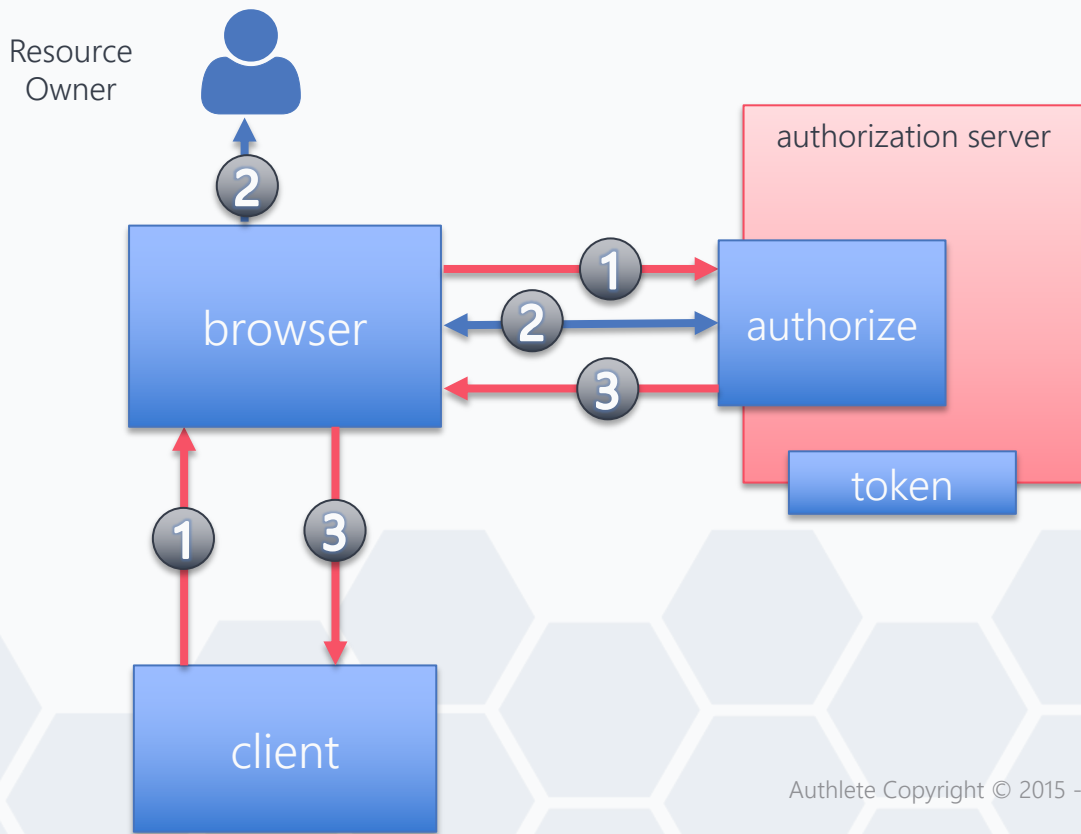 Resource
Owner
authorization server
2
1
browser
2
authorize
3
token
1
3
client
Authlete Copyright © 2015 -